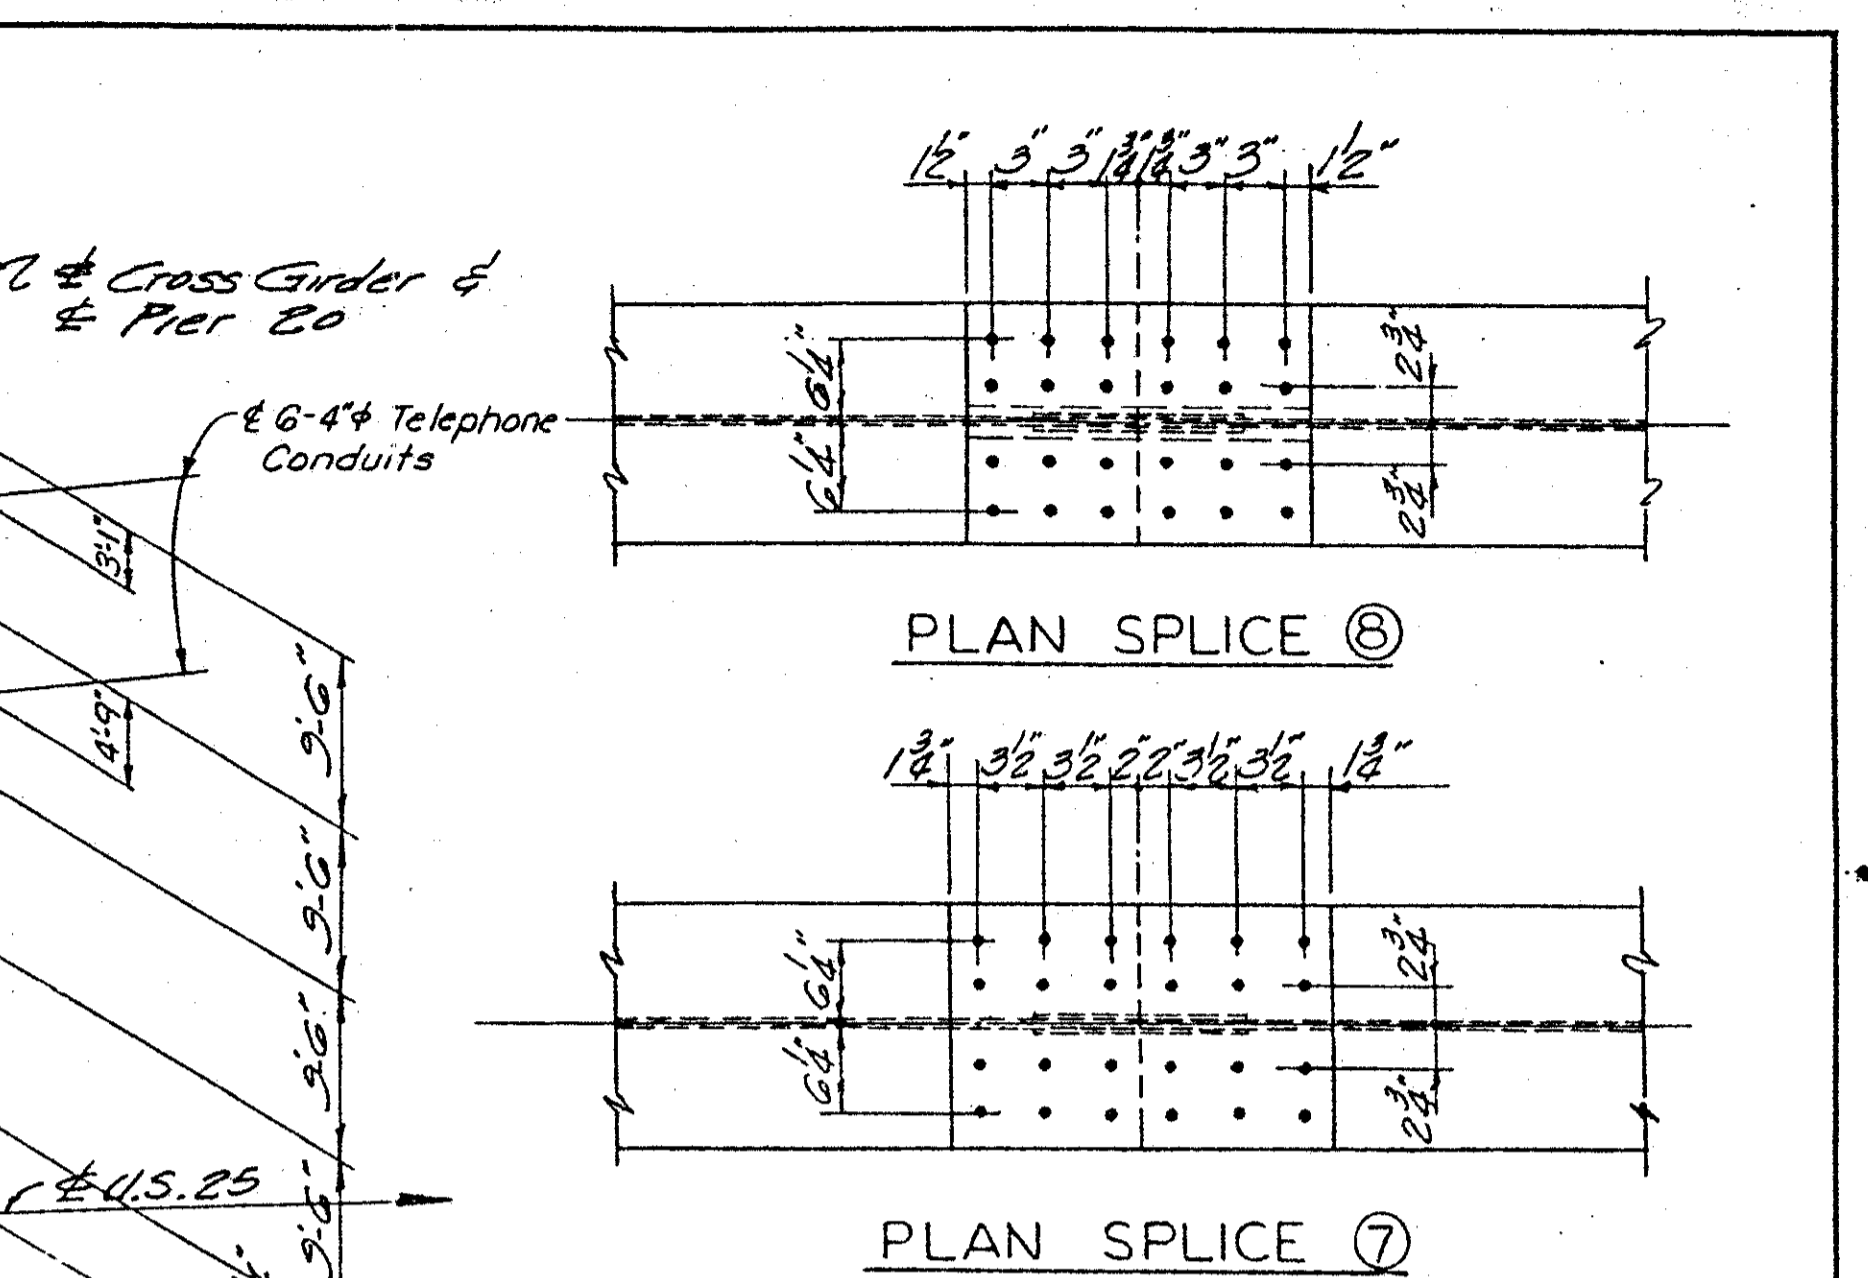 1½" 3" 3" 1¾" 1¾" 3" 3" 1½"
℄ Cross Girder &
℄ Pier 20
6¼"
6¼"
2¾"
2¾"
℄ 6-4"ϕ Telephone
Conduits
3'-1"
4'-9"
9'-6"
9'-6"
9'-6"
9'-6"
PLAN SPLICE ⑧
1¾" 3½" 3½" 2" 2" 3½" 3½" 1¾"
6¼"
6¼"
2¾"
2¾"
℄ U.S. 25
PLAN SPLICE ⑦